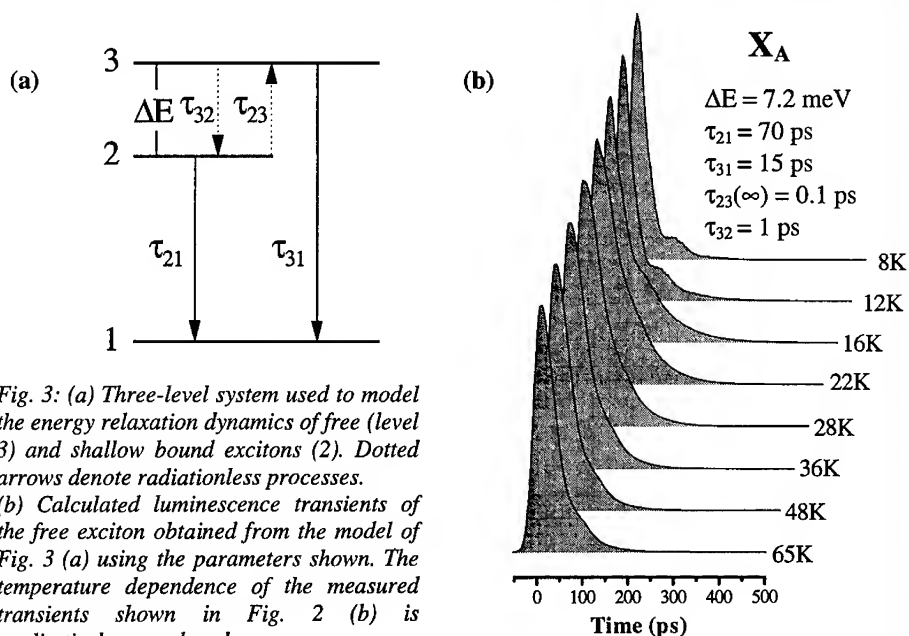 (a)
3
ΔE τ32 τ23
2
τ21 τ31
1
Fig. 3: (a) Three-level system used to model
the energy relaxation dynamics of free (level
3) and shallow bound excitons (2). Dotted
arrows denote radiationless processes.
(b) Calculated luminescence transients of
the free exciton obtained from the model of
Fig. 3 (a) using the parameters shown. The
temperature dependence of the measured
transients shown in Fig. 2 (b) is
(b)
X_A
ΔE = 7.2 meV
τ21 = 70 ps
τ31 = 15 ps
τ23(∞) = 0.1 ps
τ32 = 1 ps
8K
12K
16K
22K
28K
36K
48K
65K
0 100 200 300 400 500
Time (ps)